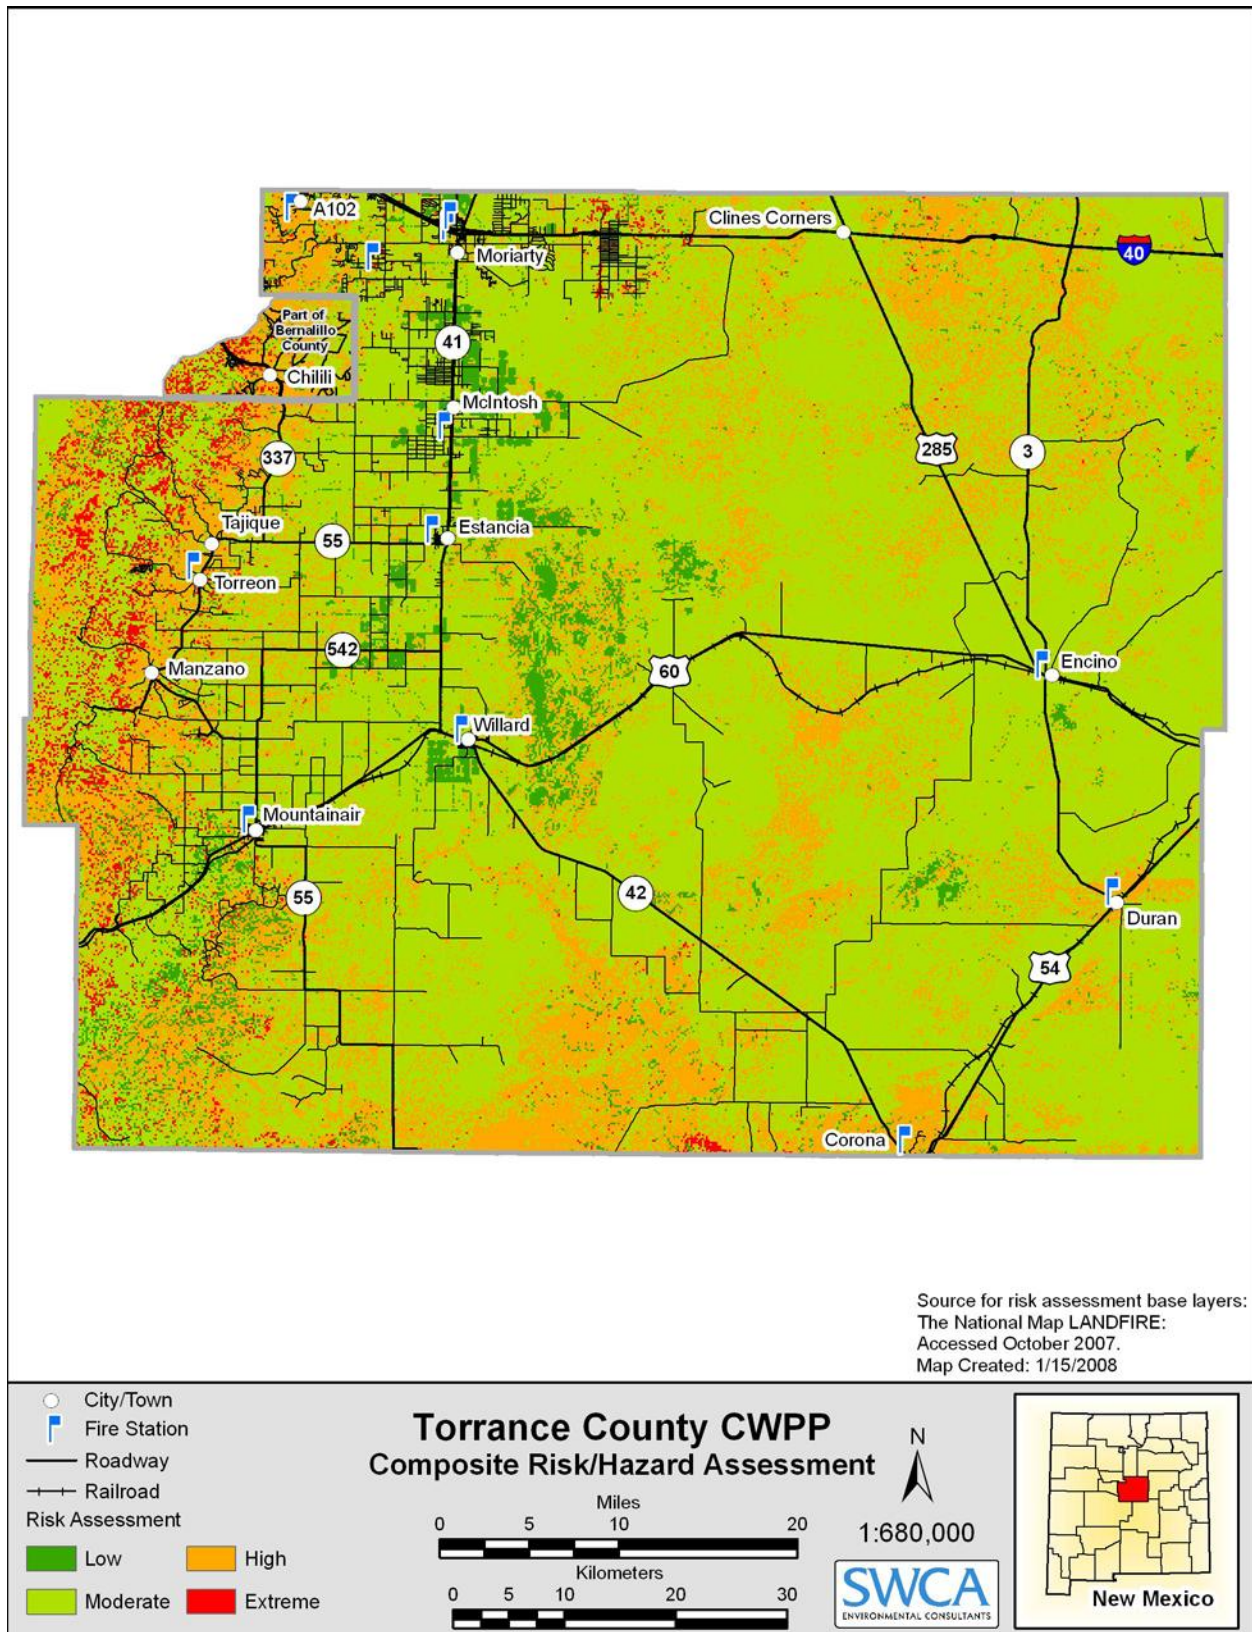 A102
Clines Corners
40
Moriarty
Part of
Bernalillo
County
41
Chilili
McIntosh
337
285
3
Tajique
55
Estancia
Torreon
542
Manzano
60
Encino
Willard
Mountainair
55
42
Duran
54
Corona
Source for risk assessment base layers:
The National Map LANDFIRE:
Accessed October 2007.
Map Created: 1/15/2008
City/Town
Fire Station
Roadway
Railroad
Risk Assessment
Low
High
Moderate
Extreme
Torrance County CWPP
Composite Risk/Hazard Assessment
Miles
0 5 10 20
Kilometers
0 5 10 20 30
N
1:680,000
SWCA
ENVIRONMENTAL CONSULTANTS
New Mexico